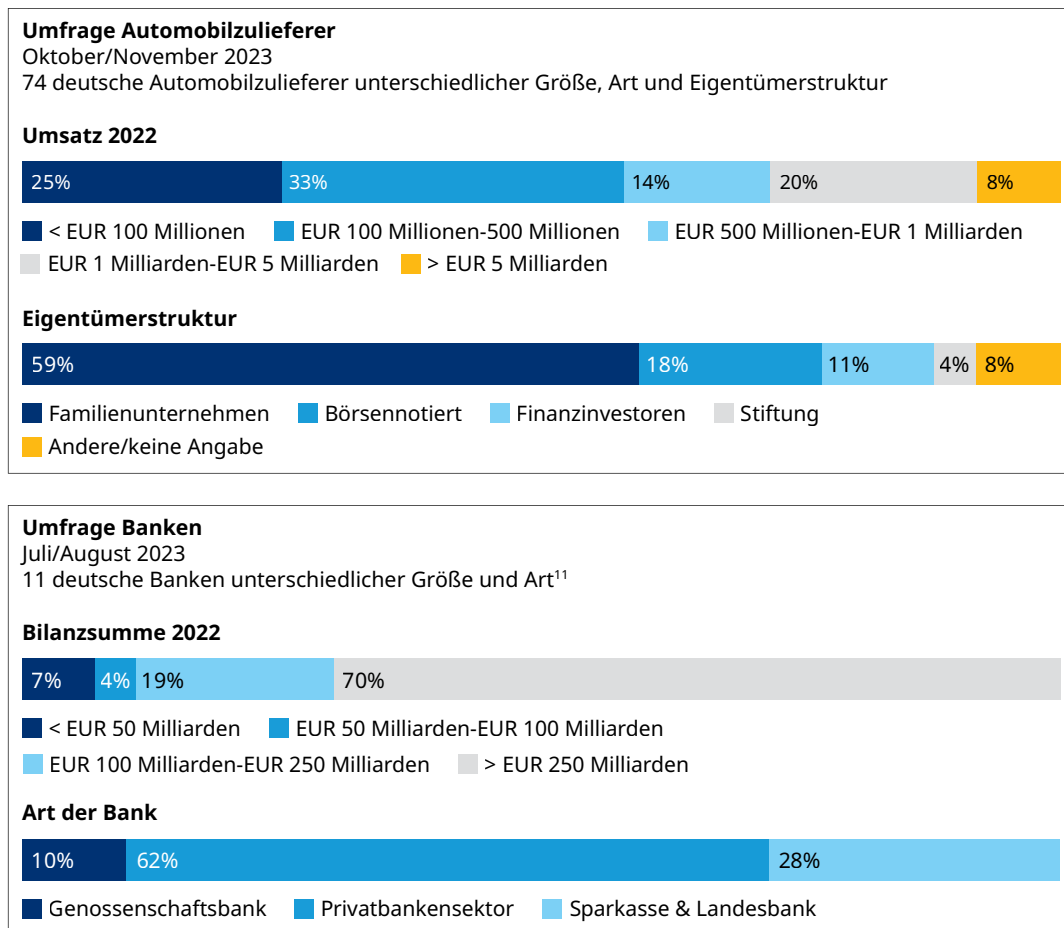 Umfrage Automobilzulieferer
Oktober/November 2023
74 deutsche Automobilzulieferer unterschiedlicher Größe, Art und Eigentümerstruktur
Umsatz 2022
25% 33% 14% 20% 8%
< EUR 100 Millionen EUR 100 Millionen-500 Millionen EUR 500 Millionen-EUR 1 Milliarden
EUR 1 Milliarden-EUR 5 Milliarden > EUR 5 Milliarden
Eigentümerstruktur
59% 18% 11% 4% 8%
Familienunternehmen Börsennotiert Finanzinvestoren Stiftung
Andere/keine Angabe
Umfrage Banken
Juli/August 2023
11 deutsche Banken unterschiedlicher Größe und Art¹¹
Bilanzsumme 2022
7% 4% 19% 70%
< EUR 50 Milliarden EUR 50 Milliarden-EUR 100 Milliarden
EUR 100 Milliarden-EUR 250 Milliarden > EUR 250 Milliarden
Art der Bank
10% 62% 28%
Genossenschaftsbank Privatbankensektor Sparkasse & Landesbank